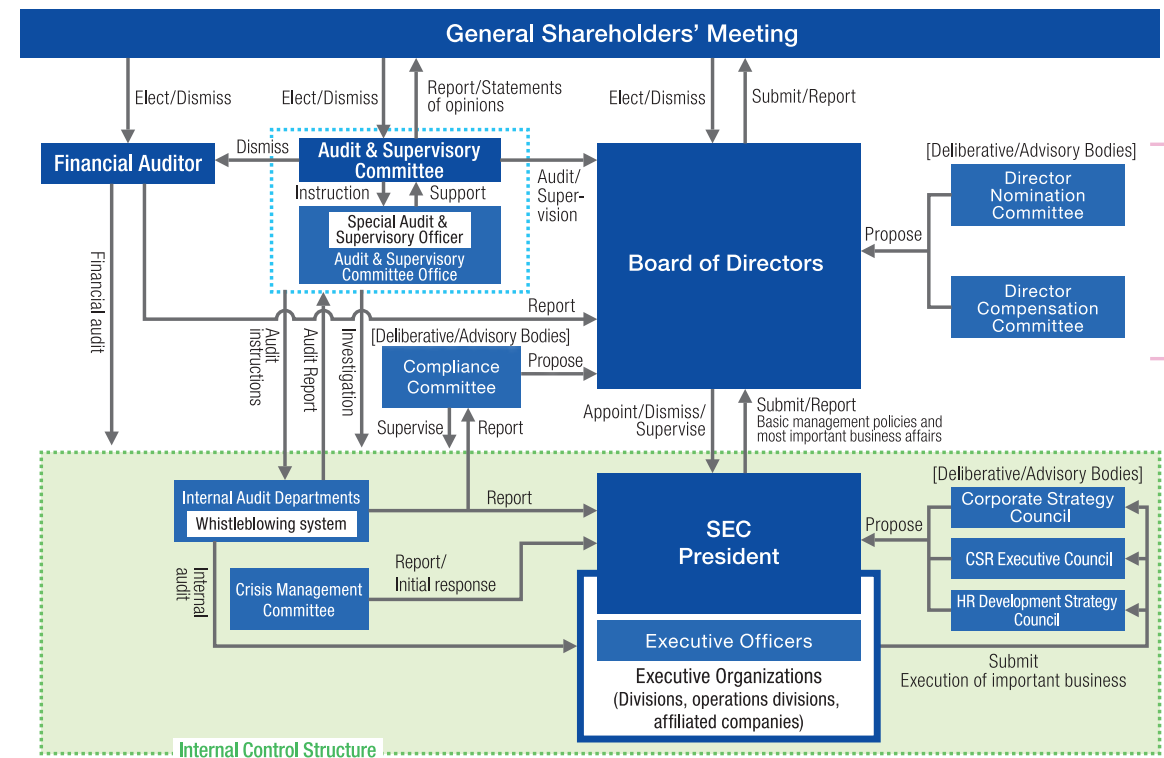 General Shareholders' Meeting
Elect/Dismiss
Elect/Dismiss
Report/Statements
of opinions
Elect/Dismiss
Submit/Report
Financial Auditor
Dismiss
Audit & Supervisory
Committee
Instruction
Support
Special Audit &
Supervisory Officer
Audit & Supervisory
Committee Office
Audit/
Super-
vision
Board of Directors
[Deliberative/Advisory Bodies]
Director
Nomination
Committee
Propose
Director
Compensation
Committee
Financial audit
Report
Audit
instructions
Audit Report
Investigation
[Deliberative/Advisory Bodies]
Compliance
Committee
Propose
Supervise
Report
Appoint/Dismiss/
Supervise
Submit/Report
Basic management policies and
most important business affairs
Internal Audit Departments
Whistleblowing system
Report
SEC
President
[Deliberative/Advisory Bodies]
Corporate Strategy
Council
Propose
CSR Executive Council
HR Development Strategy
Council
Internal
audit
Crisis Management
Committee
Report/
Initial response
Executive Officers
Executive Organizations
(Divisions, operations divisions,
affiliated companies)
Submit
Execution of important business
Internal Control Structure